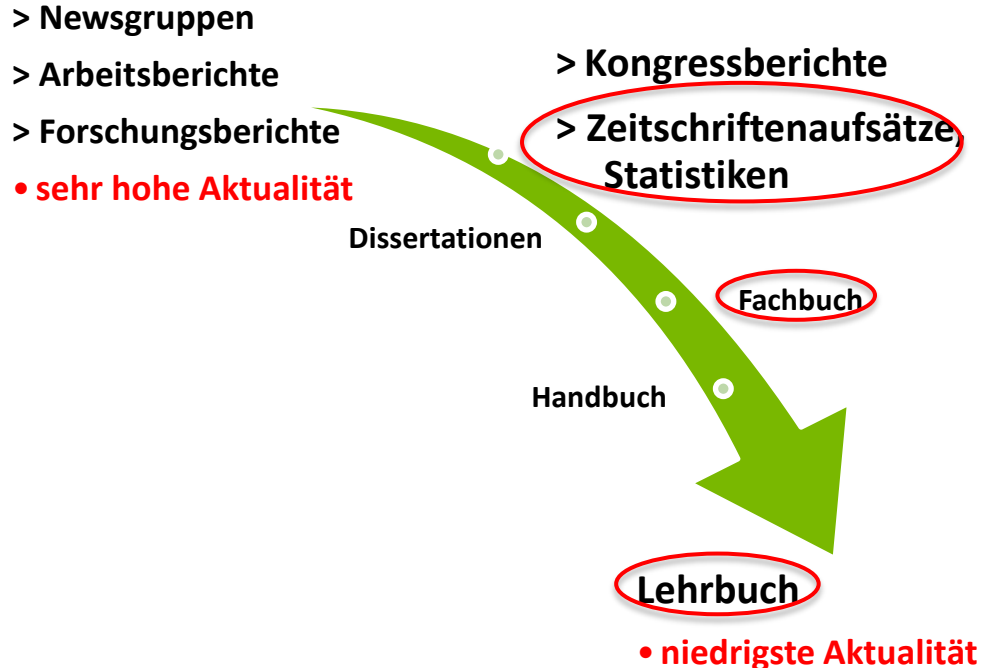 > Newsgruppen
> Arbeitsberichte
> Forschungsberichte
• sehr hohe Aktualität
> Kongressberichte
> Zeitschriftenaufsätze,
Statistiken
Dissertationen
Fachbuch
Handbuch
Lehrbuch
• niedrigste Aktualität